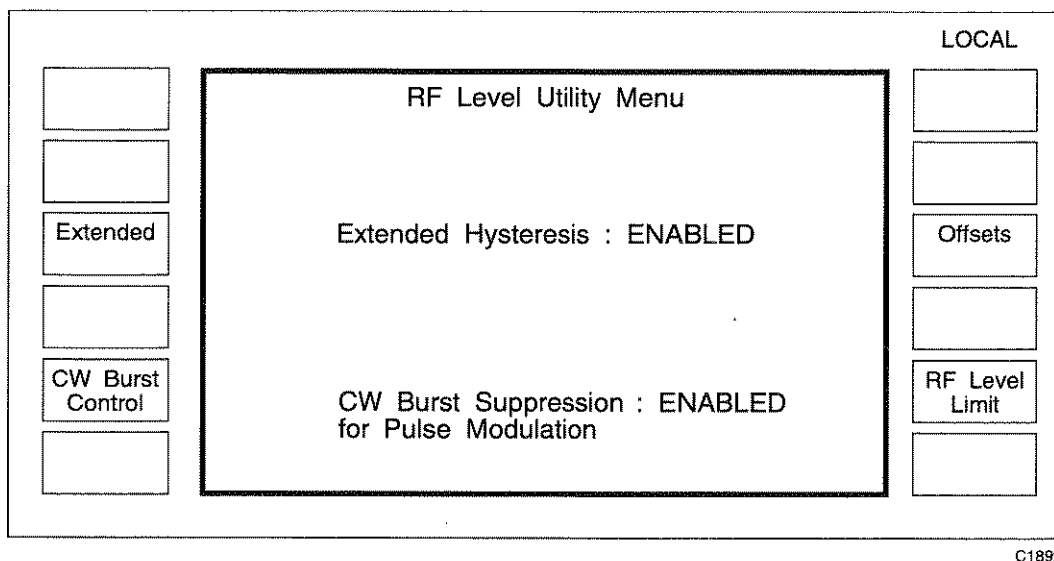 LOCAL
RF Level Utility Menu
Extended
Extended Hysteresis : ENABLED
Offsets
CW Burst
Control
CW Burst Suppression : ENABLED
for Pulse Modulation
RF Level
Limit
C189